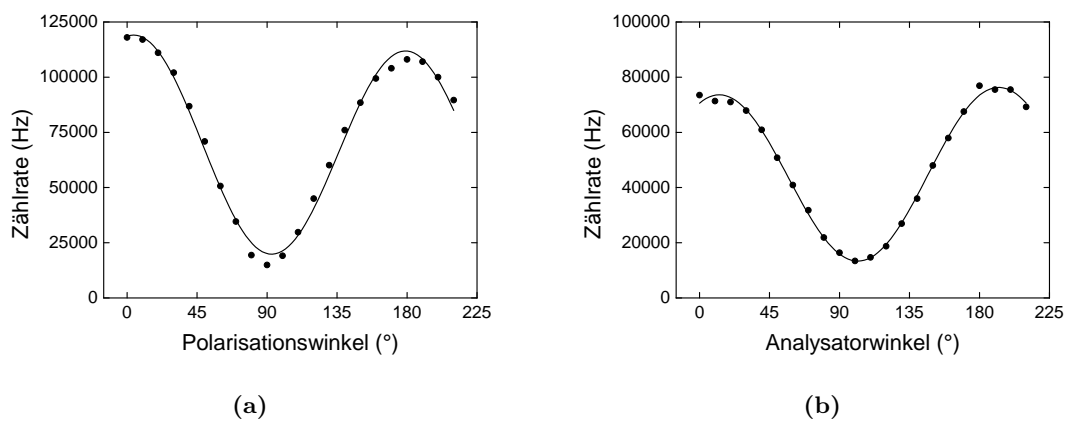 125000
100000
75000
50000
25000
0
Zählrate (Hz)
0 45 90 135 180 225
Polarisationswinkel (°)
(a)
100000
80000
60000
40000
20000
0
Zählrate (Hz)
0 45 90 135 180 225
Analysatorwinkel (°)
(b)